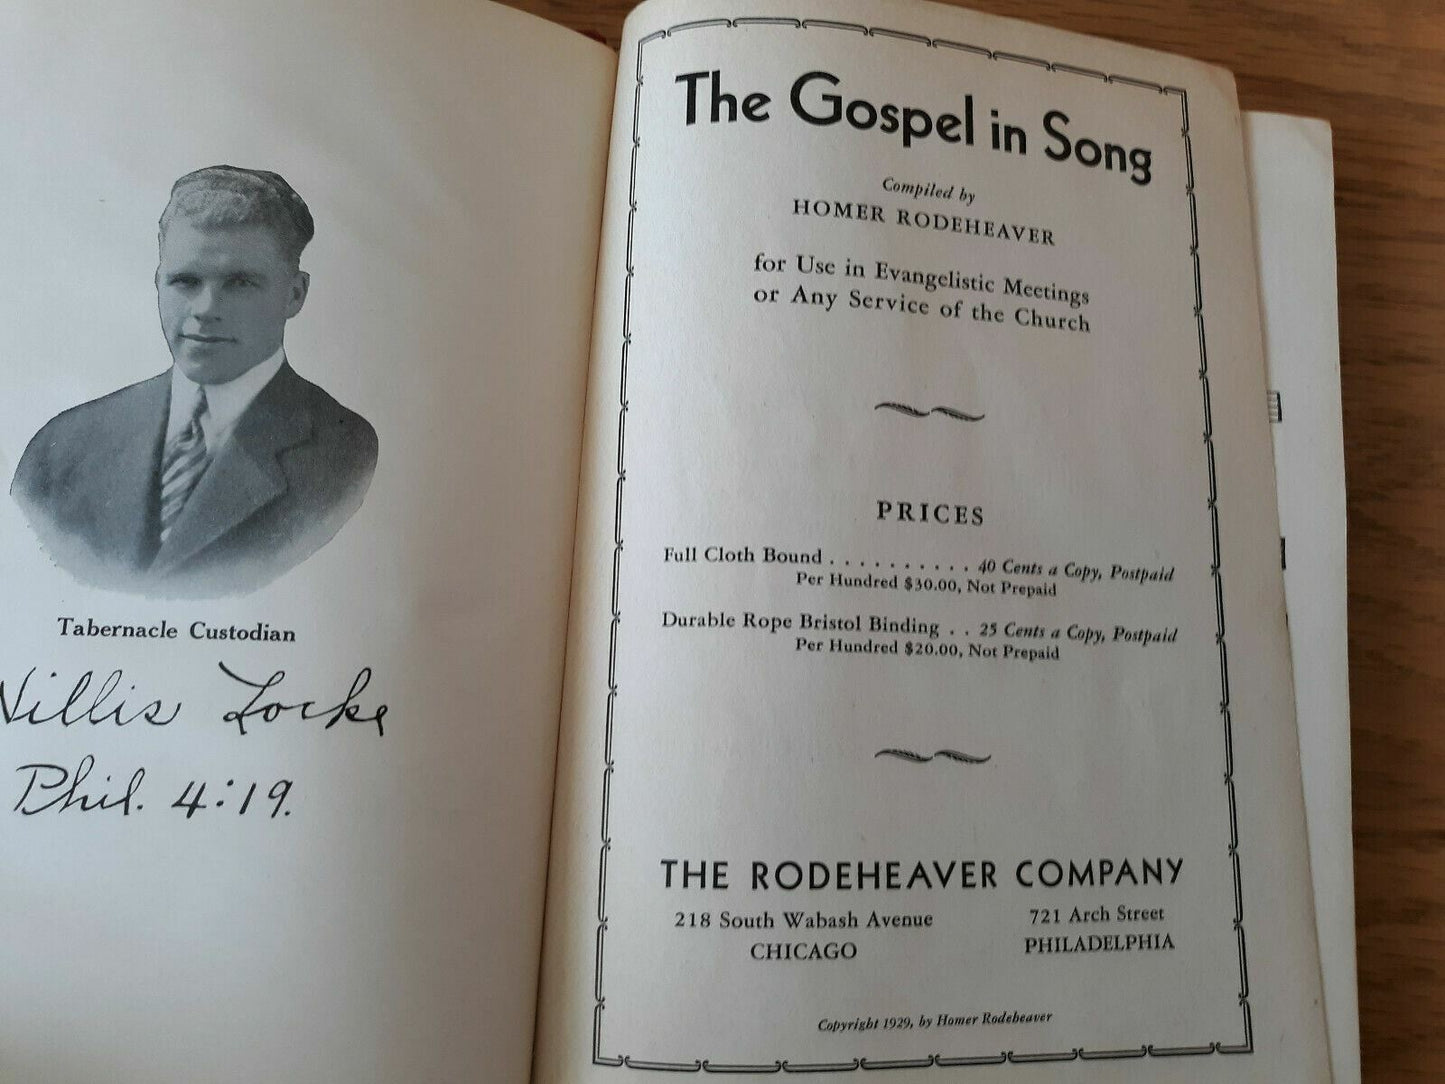 Tabernacle Custodian
Willis Locke
Phil. 4:19.
The Gospel in Song
Compiled by
HOMER RODEHEAVER
for Use in Evangelistic Meetings
or Any Service of the Church
PRICES
Full Cloth Bound . . . . . . . . . . 40 Cents a Copy, Postpaid
Per Hundred $30.00, Not Prepaid
Durable Rope Bristol Binding . . 25 Cents a Copy, Postpaid
Per Hundred $20.00, Not Prepaid
THE RODEHEAVER COMPANY
218 South Wabash Avenue
CHICAGO
721 Arch Street
PHILADELPHIA
Copyright 1929, by Homer Rodeheaver